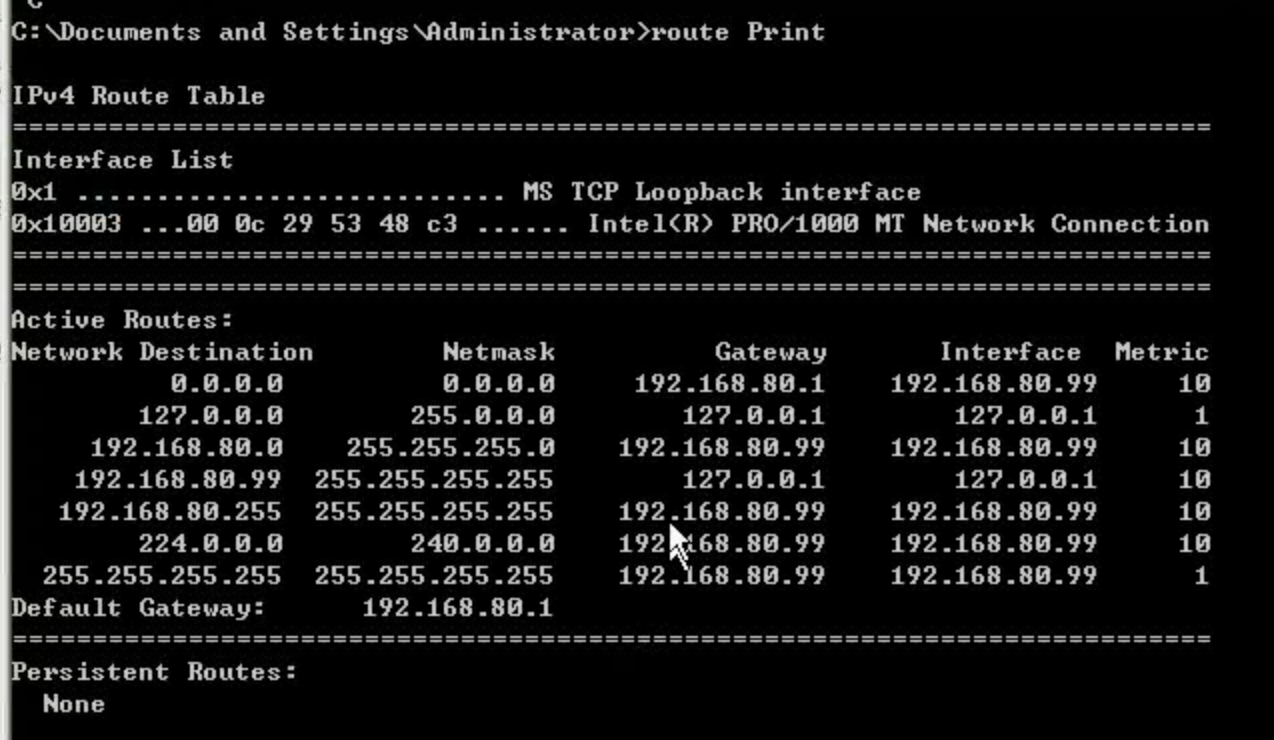 C:\Documents and Settings\Administrator>route Print
IPv4 Route Table
===========================================================================
Interface List
0x1 ........................... MS TCP Loopback interface
0x10003 ...00 0c 29 53 48 c3 ...... Intel(R) PRO/1000 MT Network Connection
===========================================================================
===========================================================================
Active Routes:
Network Destination        Netmask          Gateway       Interface  Metric
          0.0.0.0          0.0.0.0     192.168.80.1    192.168.80.99     10
        127.0.0.0        255.0.0.0        127.0.0.1        127.0.0.1      1
     192.168.80.0    255.255.255.0    192.168.80.99    192.168.80.99     10
    192.168.80.99  255.255.255.255        127.0.0.1        127.0.0.1     10
   192.168.80.255  255.255.255.255    192.168.80.99    192.168.80.99     10
        224.0.0.0        240.0.0.0    192.168.80.99    192.168.80.99     10
  255.255.255.255  255.255.255.255    192.168.80.99    192.168.80.99      1
Default Gateway:      192.168.80.1
===========================================================================
Persistent Routes:
  None